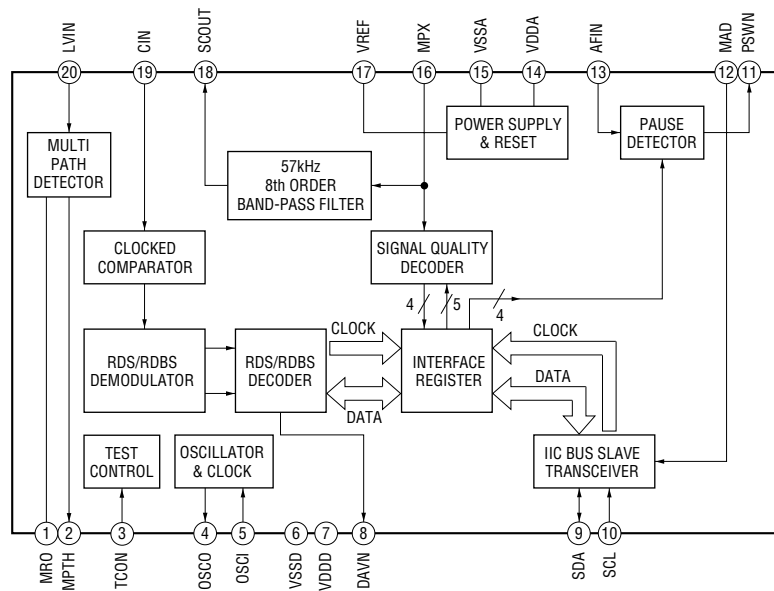 LVIN
CIN
SCOUT
VREF
MPX
VSSA
VDDA
AFIN
MAD
PSWN
20
19
18
17
16
15
14
13
12
11
MULTI
PATH
DETECTOR
57kHz
8th ORDER
BAND-PASS FILTER
POWER SUPPLY
& RESET
PAUSE
DETECTOR
CLOCKED
COMPARATOR
SIGNAL QUALITY
DECODER
4
5
4
RDS/RDBS
DEMODULATOR
RDS/RDBS
DECODER
CLOCK
DATA
INTERFACE
REGISTER
CLOCK
DATA
TEST
CONTROL
OSCILLATOR
& CLOCK
IIC BUS SLAVE
TRANSCEIVER
1
2
3
4
5
6
7
8
9
10
MRO
MPTH
TCON
OSCO
OSCI
VSSD
VDDD
DAVN
SDA
SCL